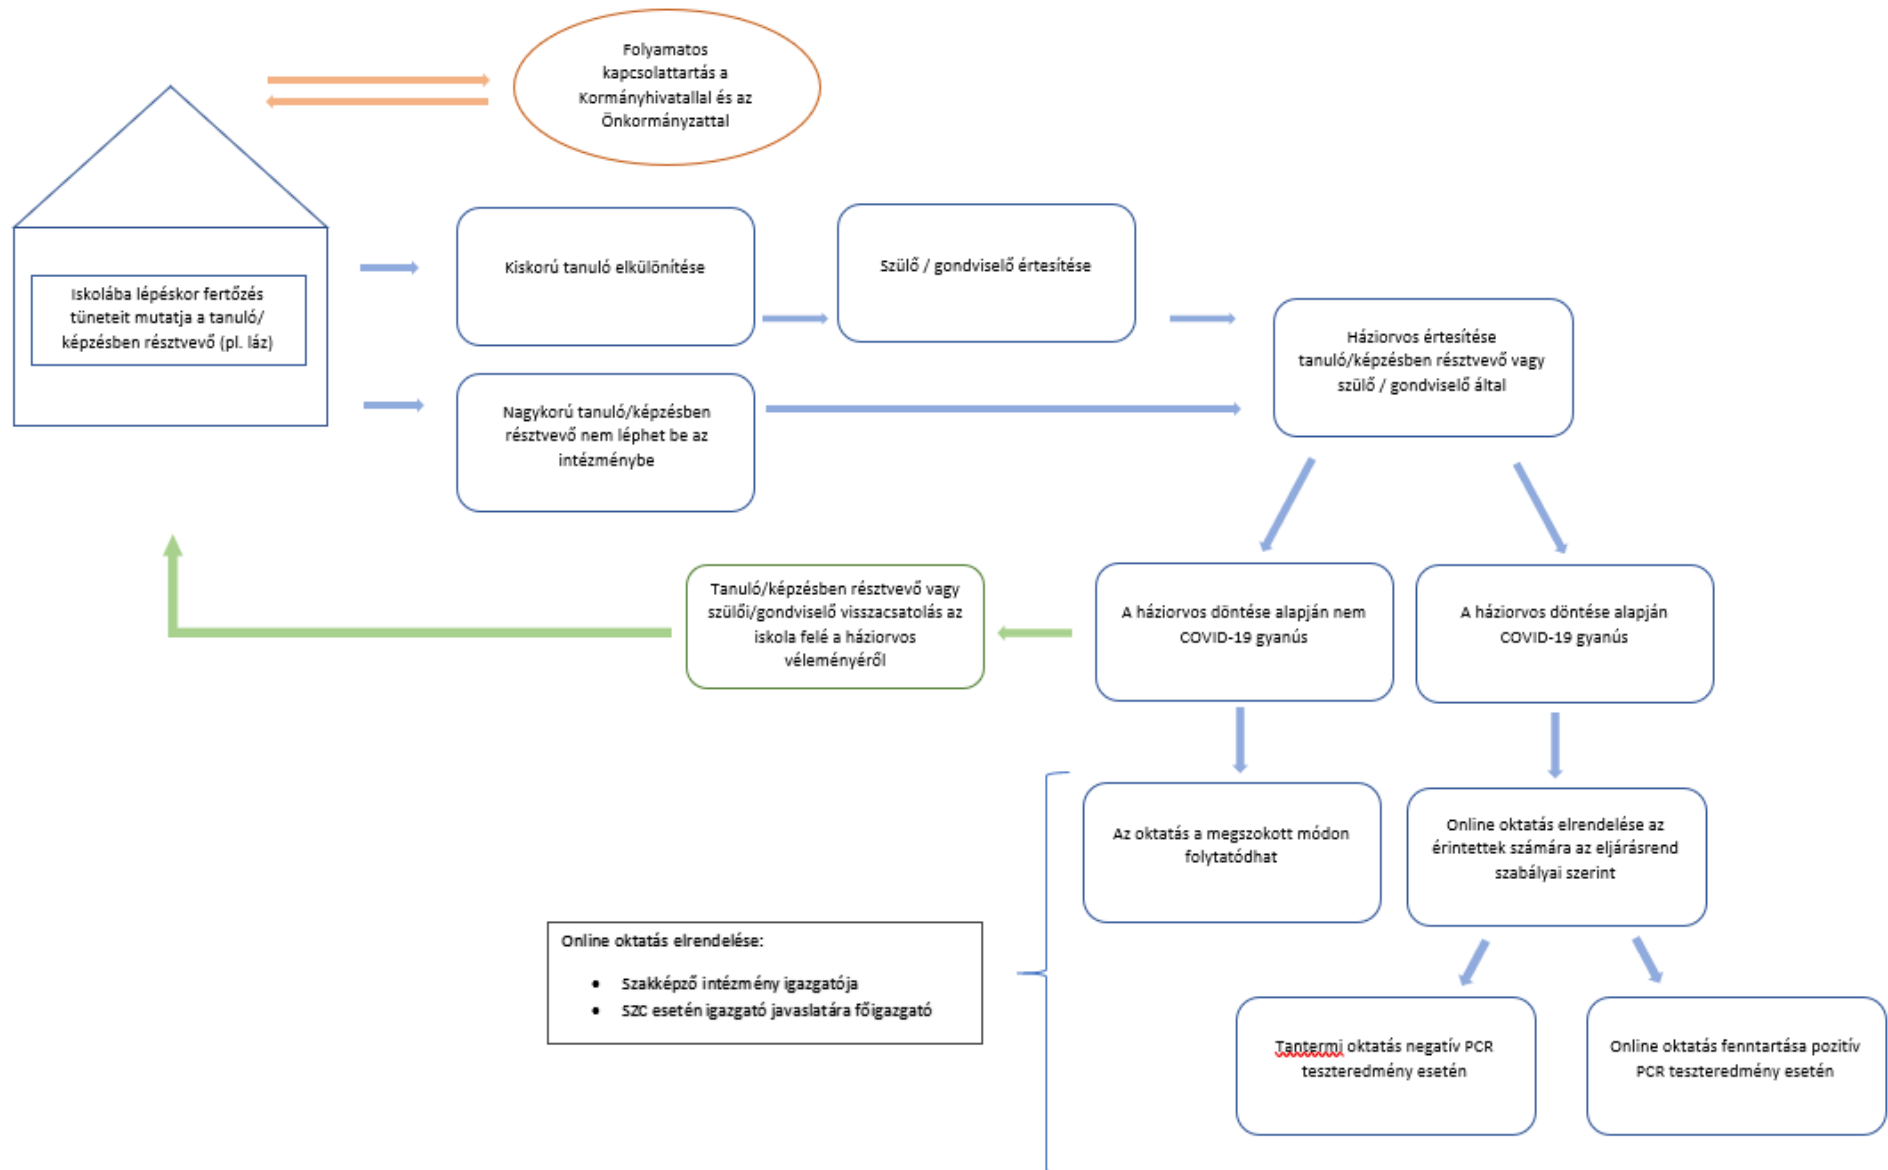 Folyamatos
kapcsolattartás a
Kormányhivatallal és az
Önkormányzattal
Iskolába lépéskor fertőzés
tüneteit mutatja a tanuló/
képzésben résztvevő (pl. láz)
Kiskorú tanuló elkülönítése
Szülő / gondviselő értesítése
Háziorvos értesítése
tanuló/képzésben résztvevő vagy
szülő / gondviselő által
Nagykorú tanuló/képzésben
résztvevő nem léphet be az
intézménybe
Tanuló/képzésben résztvevő vagy
szülői/gondviselő visszacsatolás az
iskola felé a háziorvos
véleményéről
A háziorvos döntése alapján nem
COVID-19 gyanús
A háziorvos döntése alapján
COVID-19 gyanús
Az oktatás a megszokott módon
folytatódhat
Online oktatás elrendelése az
érintettek számára az eljárásrend
szabályai szerint
Online oktatás elrendelése:
• Szakképző intézmény igazgatója
• SZC esetén igazgató javaslatára főigazgató
Tantermi oktatás negatív PCR
teszteredmény esetén
Online oktatás fenntartása pozitív
PCR teszteredmény esetén